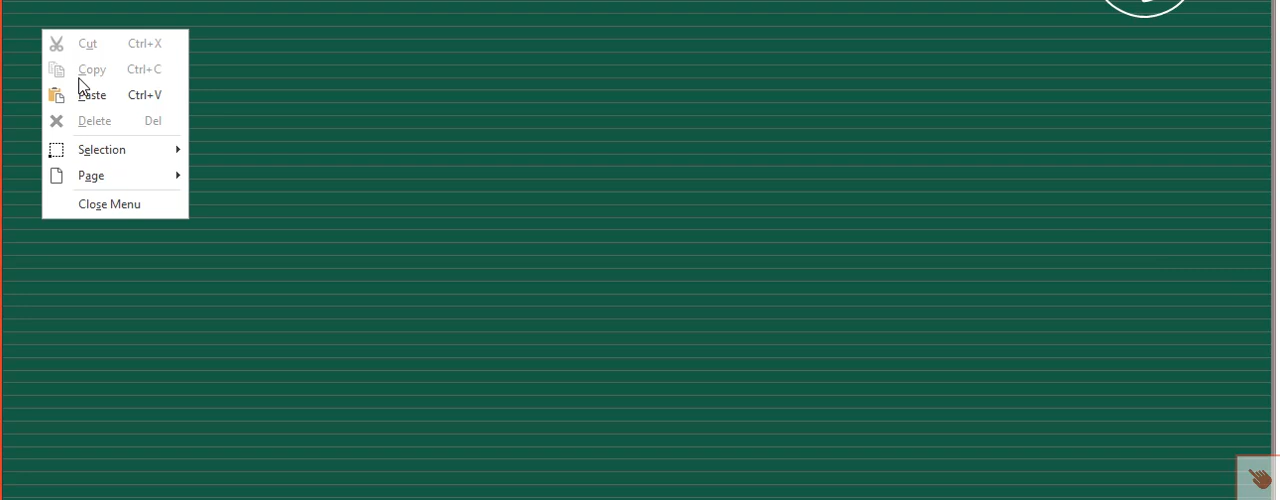 Cut Ctrl+X
Copy Ctrl+C
Paste Ctrl+V
Delete Del
Selection
Page
Close Menu